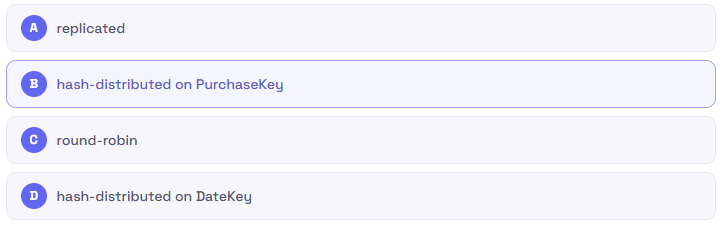 A replicated
B hash-distributed on PurchaseKey
C round-robin
D hash-distributed on DateKey